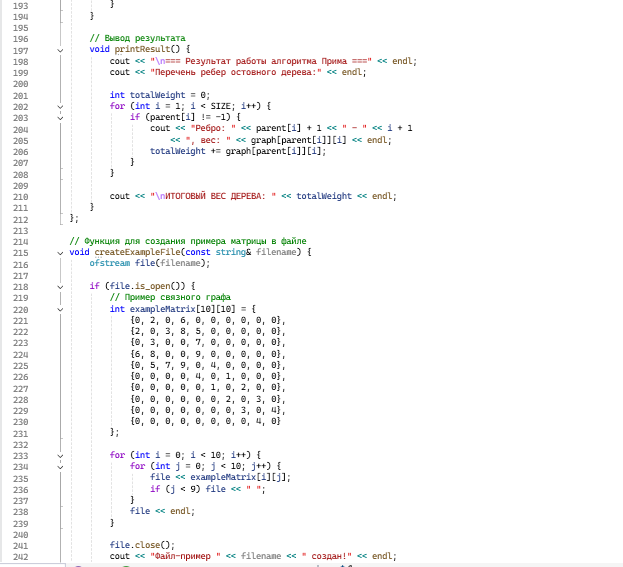 193 }
194 }
195
196 // Вывод результата
197 void printResult() {
198 cout << "\n=== Результат работы алгоритма Прима ===" << endl;
199 cout << "Перечень ребер остовного дерева:" << endl;
200
201 int totalWeight = 0;
202 for (int i = 1; i < SIZE; i++) {
203 if (parent[i] != -1) {
204 cout << "Ребро: " << parent[i] + 1 << " - " << i + 1
205 << ", вес: " << graph[parent[i]][i] << endl;
206 totalWeight += graph[parent[i]][i];
207 }
208 }
209
210 cout << "\nИТОГОВЫЙ ВЕС ДЕРЕВА: " << totalWeight << endl;
211 }
212 };
213
214 // Функция для создания примера матрицы в файле
215 void createExampleFile(const string& filename) {
216 ofstream file(filename);
217
218 if (file.is_open()) {
219 // Пример связного графа
220 int exampleMatrix[10][10] = {
221 {0, 2, 0, 6, 0, 0, 0, 0, 0, 0},
222 {2, 0, 3, 8, 5, 0, 0, 0, 0, 0},
223 {0, 3, 0, 0, 7, 0, 0, 0, 0, 0},
224 {6, 8, 0, 0, 9, 0, 0, 0, 0, 0},
225 {0, 5, 7, 9, 0, 4, 0, 0, 0, 0},
226 {0, 0, 0, 0, 4, 0, 1, 0, 0, 0},
227 {0, 0, 0, 0, 0, 1, 0, 2, 0, 0},
228 {0, 0, 0, 0, 0, 0, 2, 0, 3, 0},
229 {0, 0, 0, 0, 0, 0, 0, 3, 0, 4},
230 {0, 0, 0, 0, 0, 0, 0, 0, 4, 0}
231 };
232
233 for (int i = 0; i < 10; i++) {
234 for (int j = 0; j < 10; j++) {
235 file << exampleMatrix[i][j];
236 if (j < 9) file << " ";
237 }
238 file << endl;
239 }
240
241 file.close();
242 cout << "Файл-пример " << filename << " создан!" << endl;